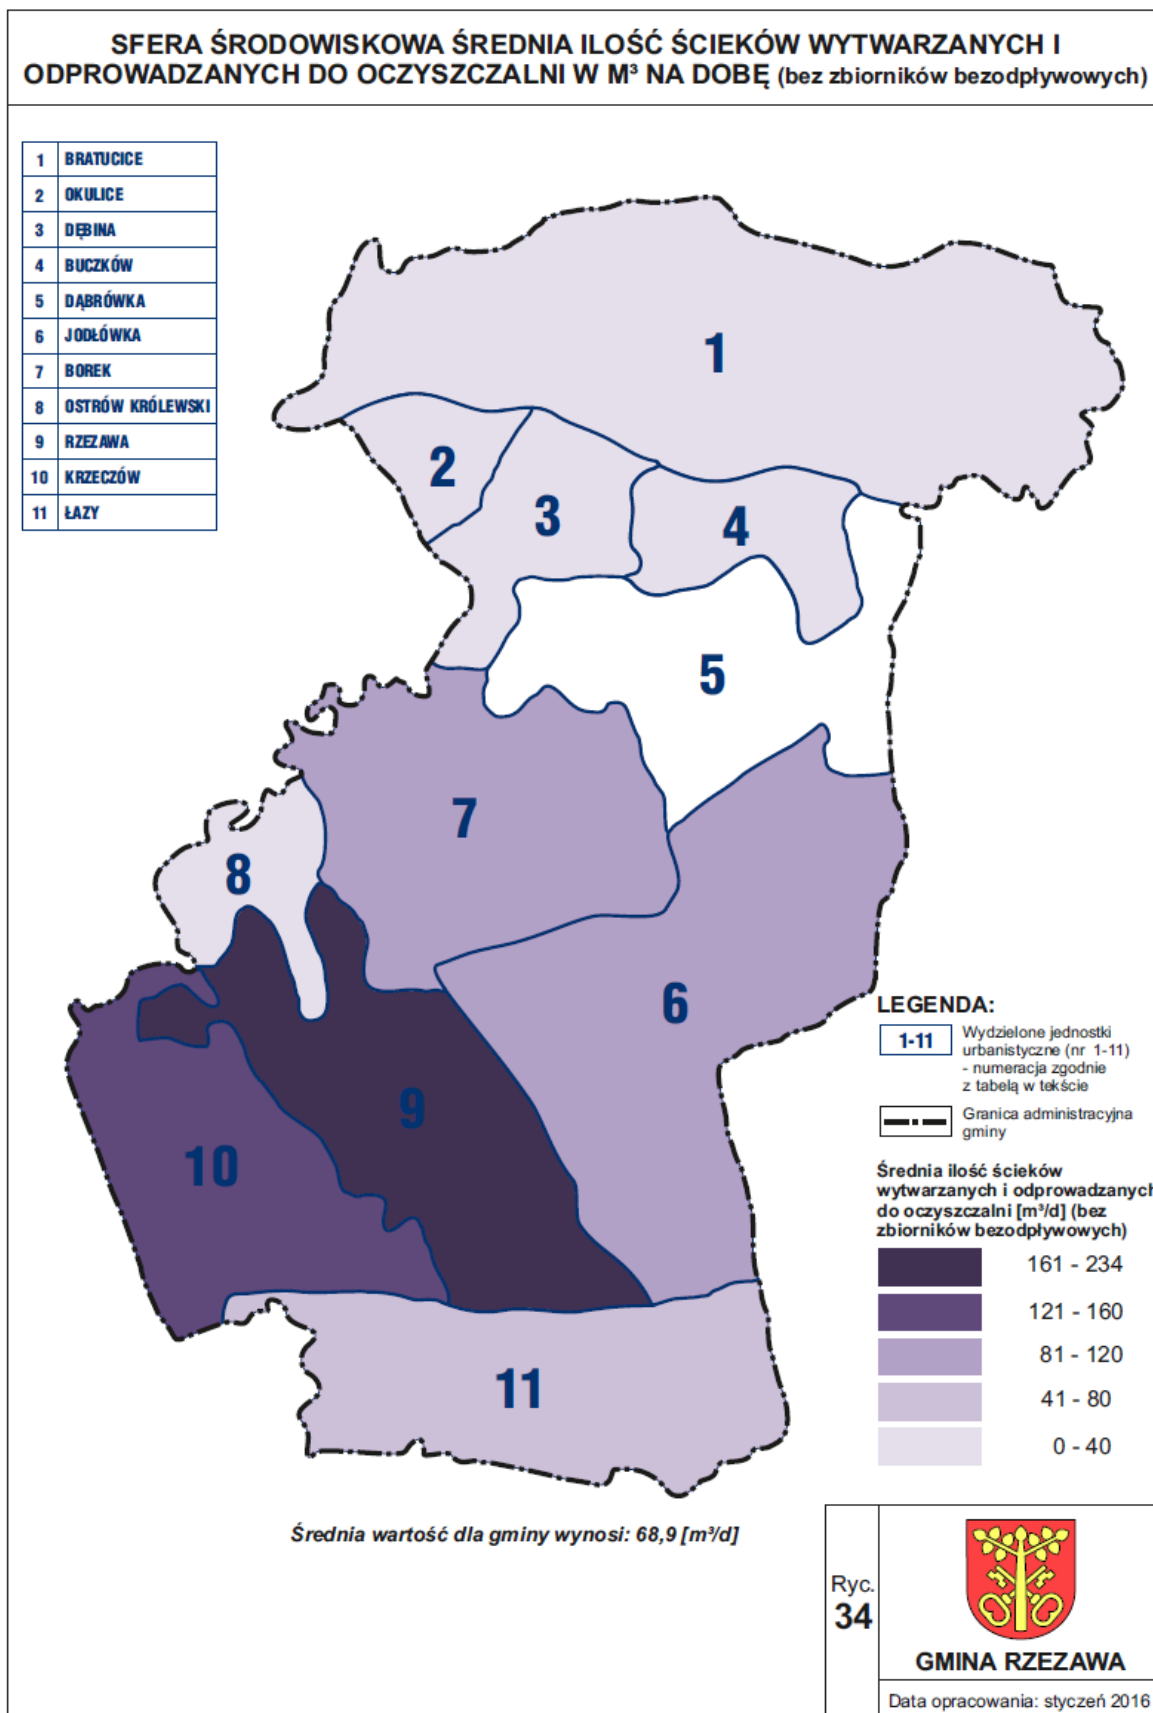 SFERA ŚRODOWISKOWA ŚREDNIA ILOŚĆ ŚCIEKÓW WYTWARZANYCH I
ODPROWADZANYCH DO OCZYSZCZALNI W M³ NA DOBĘ (bez zbiorników bezodpływowych)
1 BRATUCICE
2 OKULICE
3 DĘBINA
4 BUCZKÓW
5 DĄBRÓWKA
6 JODŁÓWKA
7 BOREK
8 OSTRÓW KRÓLEWSKI
9 RZEZAWA
10 KRZECZÓW
11 ŁAZY
1
2
3
4
5
7
8
6
9
10
11
LEGENDA:
1-11 Wydzielone jednostki
urbanistyczne (nr 1-11)
- numeracja zgodnie
z tabelą w tekście
Granica administracyjna
gminy
Średnia ilość ścieków
wytwarzanych i odprowadzanych
do oczyszczalni [m³/d] (bez
zbiorników bezodpływowych)
161 - 234
121 - 160
81 - 120
41 - 80
0 - 40
Średnia wartość dla gminy wynosi: 68,9 [m³/d]
Ryc.
34
GMINA RZEZAWA
Data opracowania: styczeń 2016